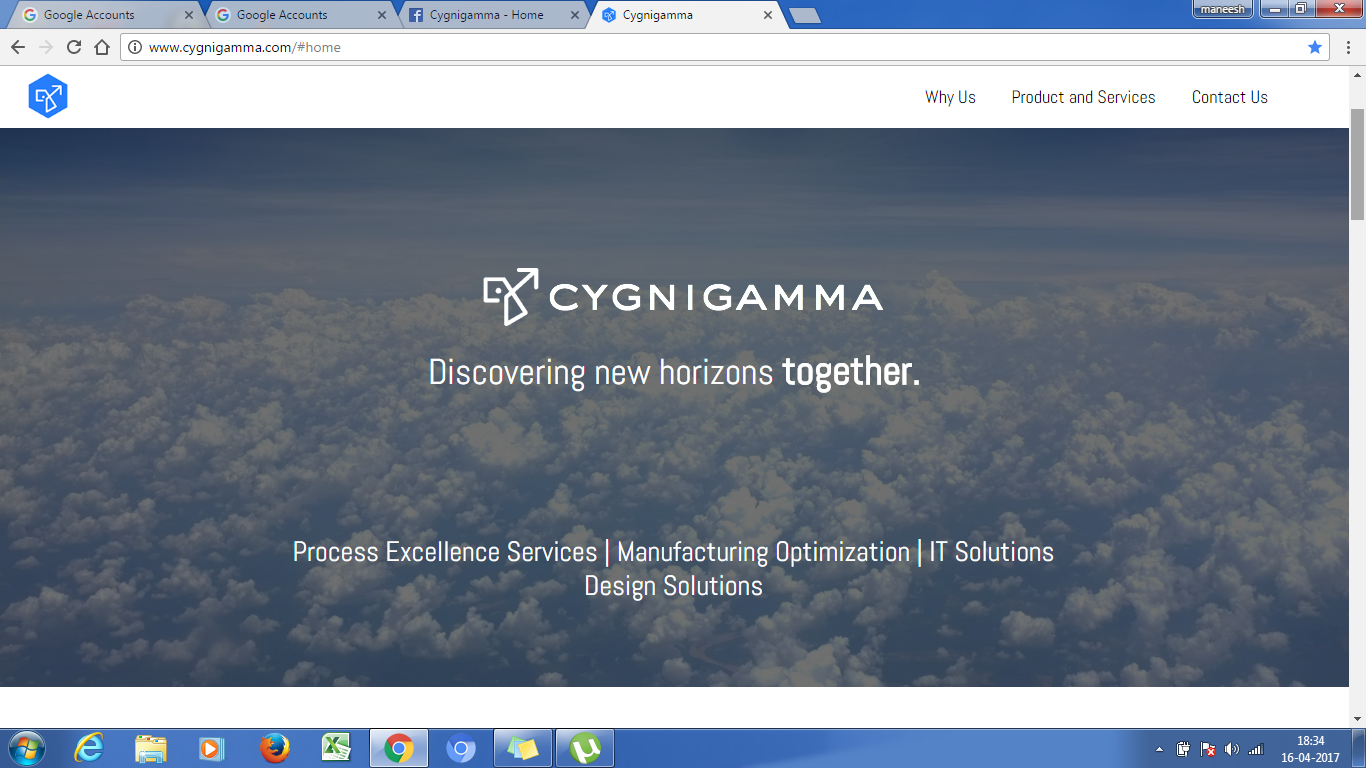 Google Accounts
Google Accounts
Cygnigamma - Home
Cygnigamma
maneesh
www.cygnigamma.com/#home
Why Us
Product and Services
Contact Us
CYGNIGAMMA
Discovering new horizons together.
Process Excellence Services | Manufacturing Optimization | IT Solutions
Design Solutions
18:34
16-04-2017